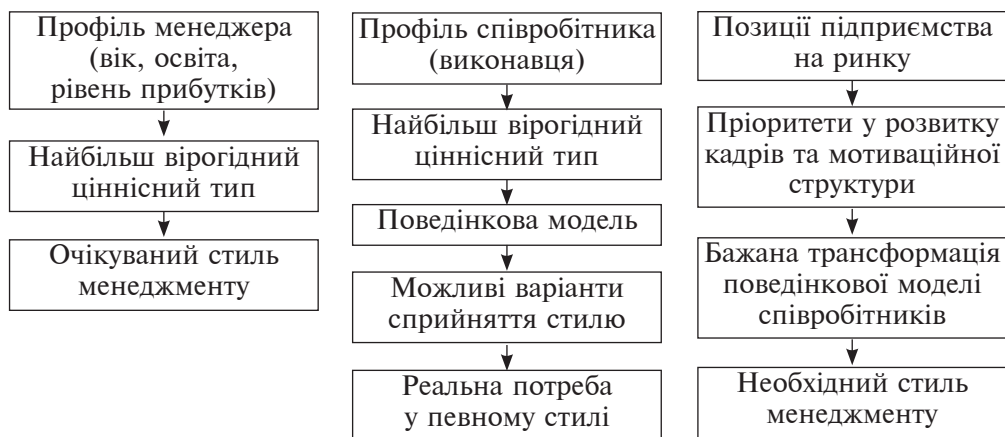 Профіль менеджера
(вік, освіта,
рівень прибутків)
Найбільш вірогідний
ціннісний тип
Очікуваний стиль
менеджменту
Профіль співробітника
(виконавця)
Найбільш вірогідний
ціннісний тип
Поведінкова модель
Можливі варіанти
сприйняття стилю
Реальна потреба
у певному стилі
Позиції підприємства
на ринку
Пріоритети у розвитку
кадрів та мотиваційної
структури
Бажана трансформація
поведінкової моделі
співробітників
Необхідний стиль
менеджменту